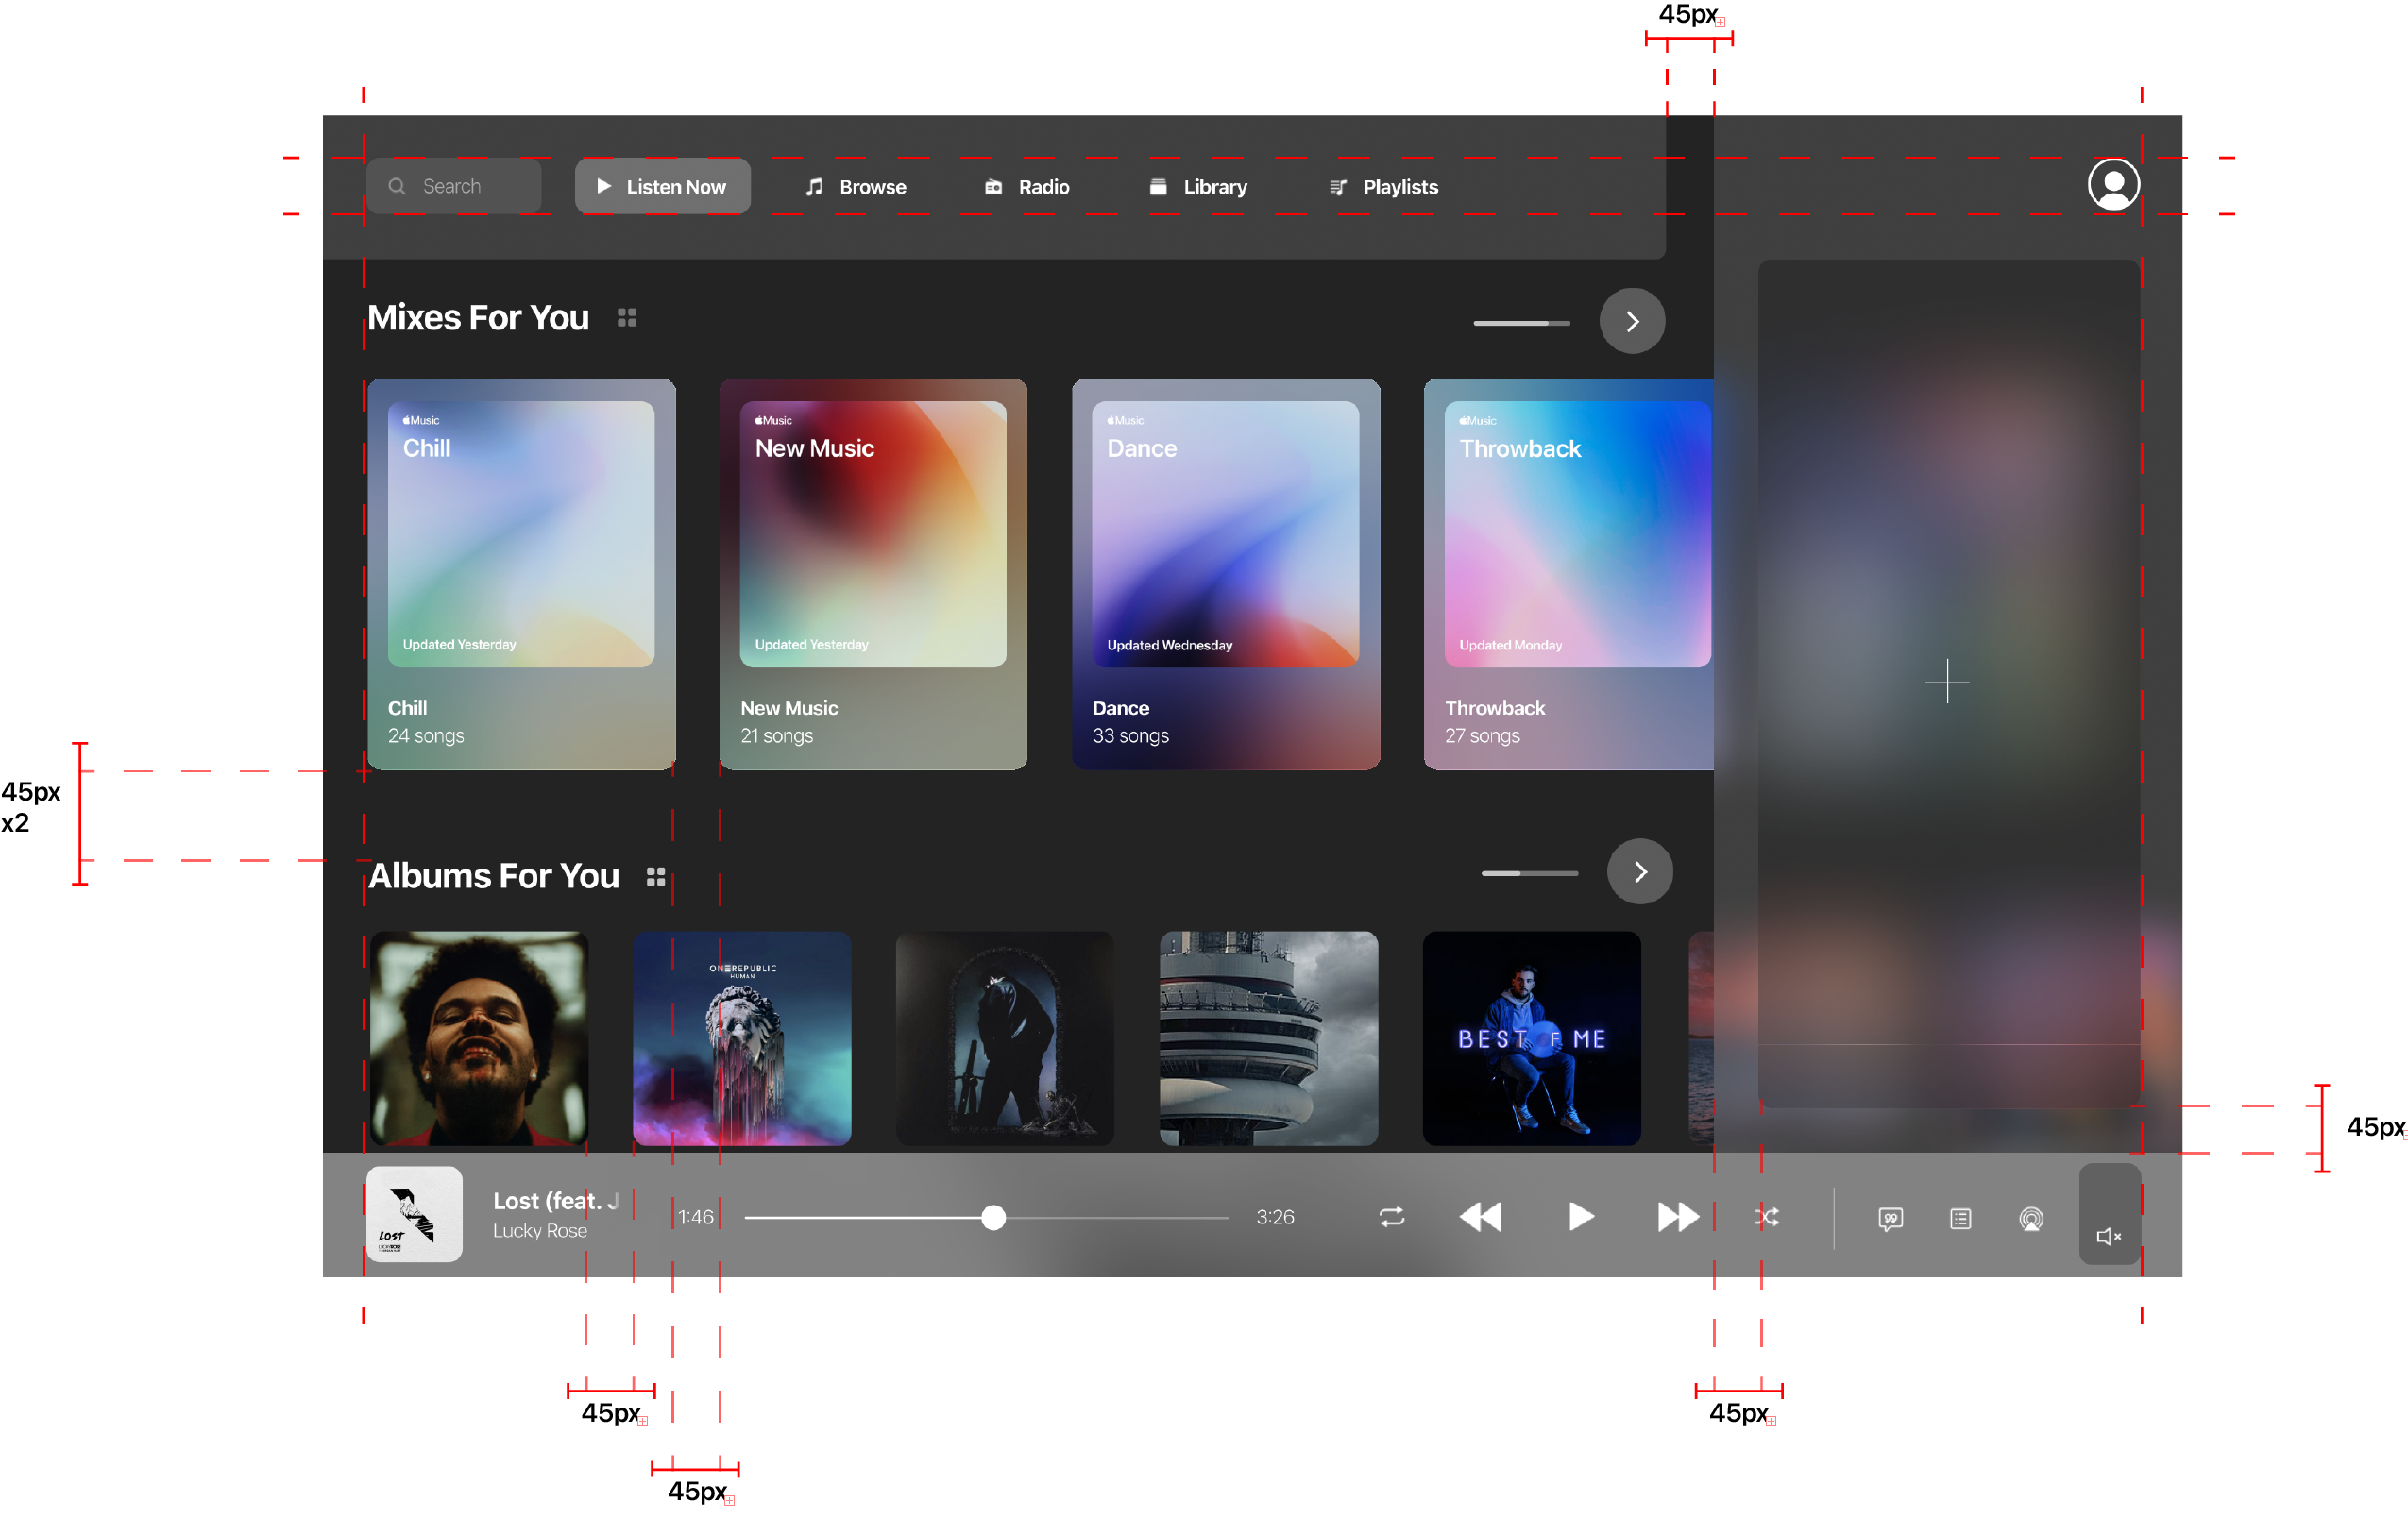 45px
Search
Listen Now
Browse
Radio
Library
Playlists
Mixes For You
Music
Chill
Updated Yesterday
Chill
24 songs
Music
New Music
Updated Yesterday
New Music
21 songs
Music
Dance
Updated Wednesday
Dance
33 songs
Music
Throwback
Updated Monday
Throwback
27 songs
45px
x2
Albums For You
ONEREPUBLIC
HUMAN
BEST OF ME
45px
LOST
Lost (feat. J
Lucky Rose
1:46
3:26
99
45px
45px
45px